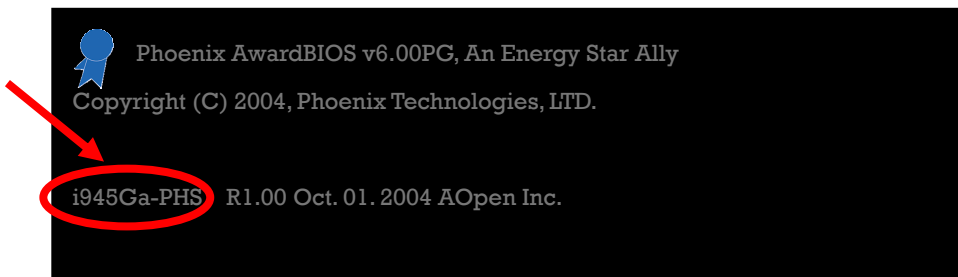 Phoenix AwardBIOS v6.00PG, An Energy Star Ally
Copyright (C) 2004, Phoenix Technologies, LTD.
i945Ga-PHS R1.00 Oct. 01. 2004 AOpen Inc.